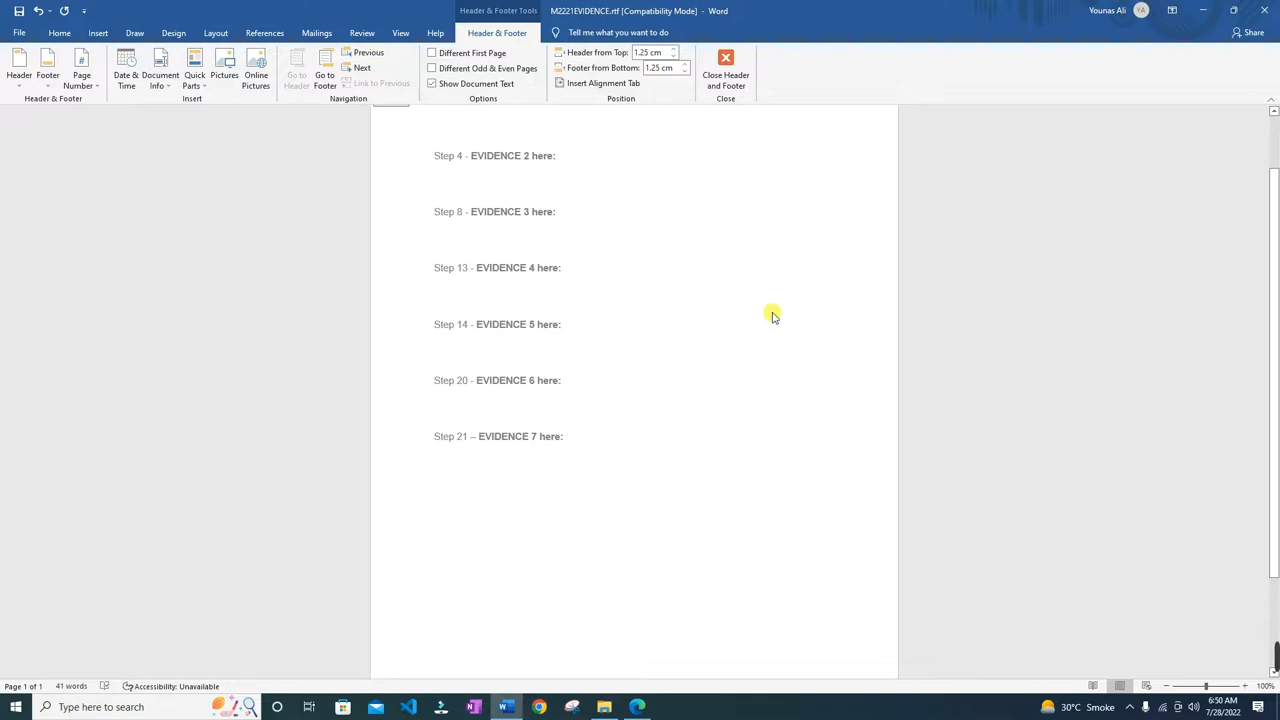 Header & Footer Tools
M2221EVIDENCE.rtf [Compatibility Mode] - Word
Younas Ali
YA
File
Home
Insert
Draw
Design
Layout
References
Mailings
Review
View
Help
Header & Footer
Tell me what you want to do
Share
Header
Footer
Page Number
Header & Footer
Date & Time
Document Info
Quick Parts
Pictures
Online Pictures
Insert
Go to Header
Go to Footer
Previous
Next
Link to Previous
Navigation
Different First Page
Different Odd & Even Pages
Show Document Text
Options
Header from Top: 1.25 cm
Footer from Bottom: 1.25 cm
Insert Alignment Tab
Position
Close Header and Footer
Close
Step 4 - EVIDENCE 2 here:
Step 8 - EVIDENCE 3 here:
Step 13 - EVIDENCE 4 here:
Step 14 - EVIDENCE 5 here:
Step 20 - EVIDENCE 6 here:
Step 21 – EVIDENCE 7 here:
Page 1 of 1
41 words
Accessibility: Unavailable
100%
Type here to search
30°C Smoke
6:50 AM
7/28/2022